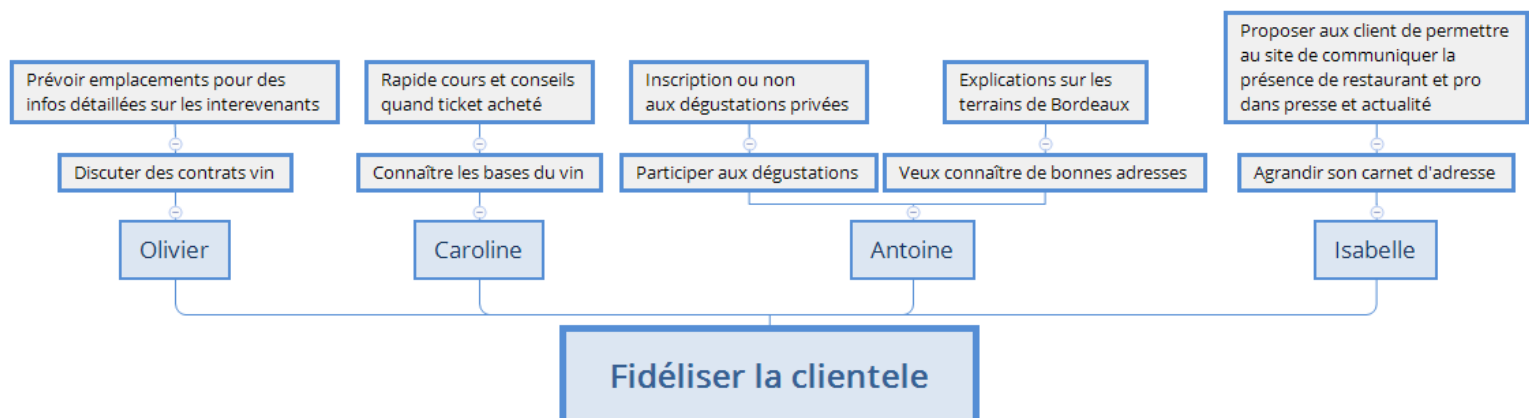 Prévoir emplacements pour des
infos détaillées sur les interevenants
Rapide cours et conseils
quand ticket acheté
Inscription ou non
aux dégustations privées
Explications sur les
terrains de Bordeaux
Proposer aux client de permettre
au site de communiquer la
présence de restaurant et pro
dans presse et actualité
Discuter des contrats vin
Connaître les bases du vin
Participer aux dégustations
Veux connaître de bonnes adresses
Agrandir son carnet d'adresse
Olivier
Caroline
Antoine
Isabelle
Fidéliser la clientele